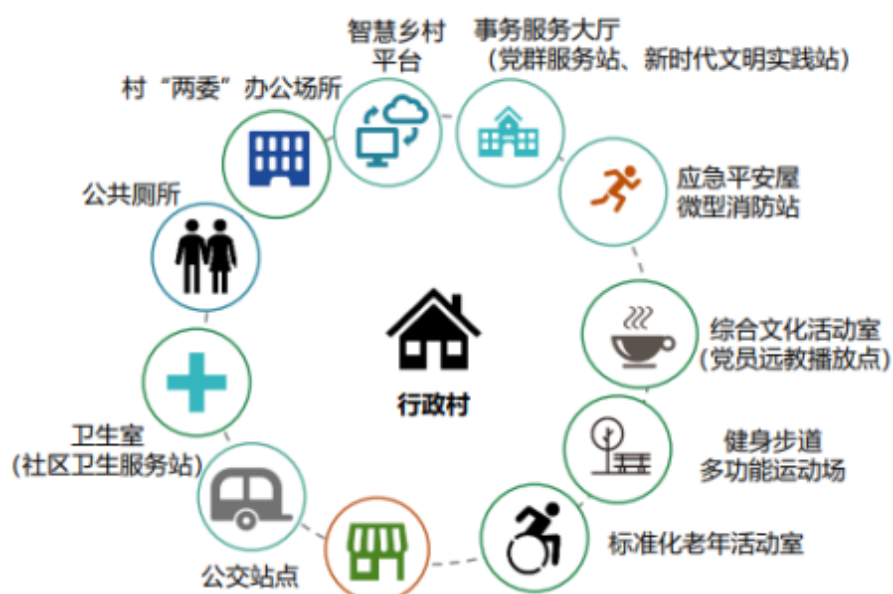 智慧乡村
平台
事务服务大厅
(党群服务站、新时代文明实践站)
村“两委”办公场所
应急平安屋
微型消防站
公共厕所
综合文化活动室
(党员远教播放点)
行政村
卫生室
(社区卫生服务站)
健身步道
多功能运动场
标准化老年活动室
公交站点